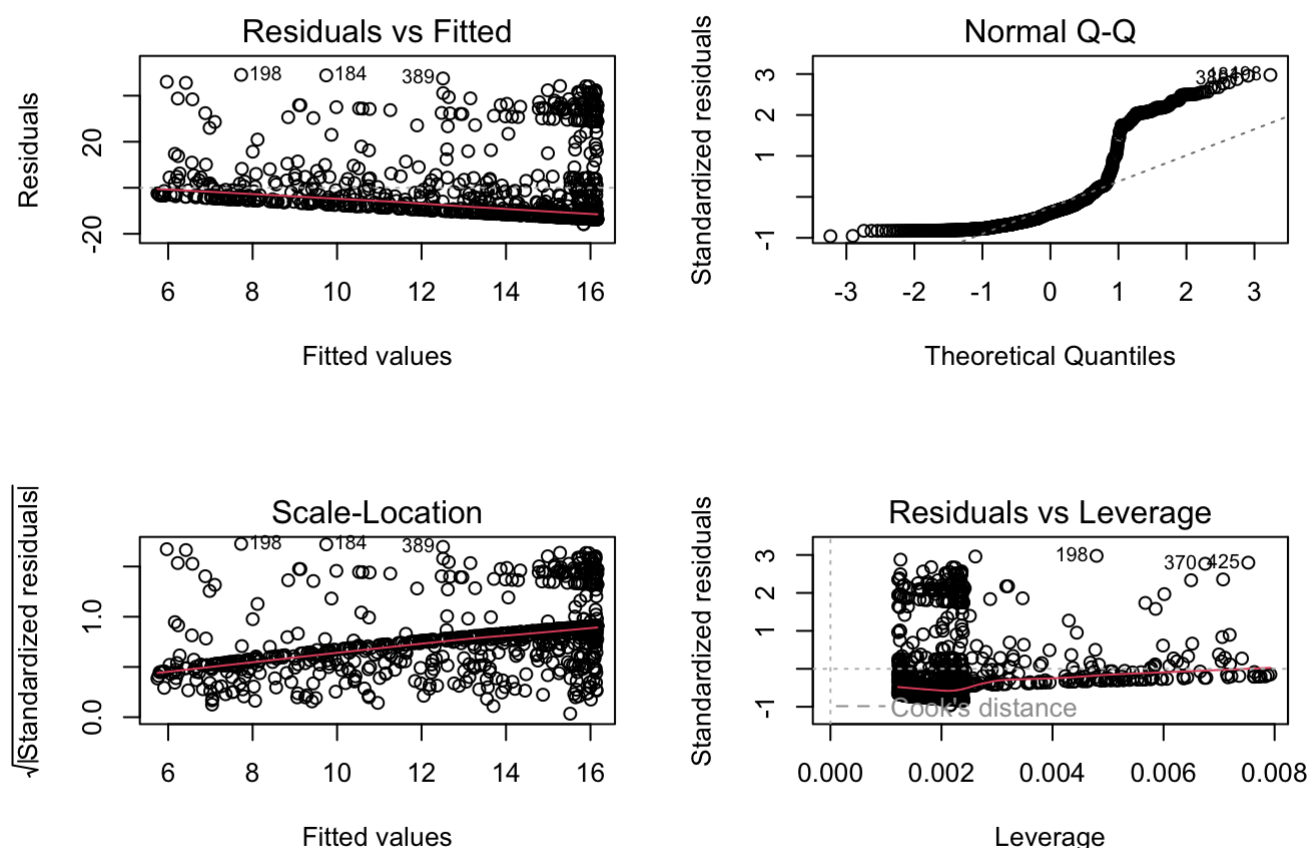 Residuals vs Fitted
Residuals
20
-20
198
184
389
6 8 10 12 14 16
Fitted values
Normal Q-Q
Standardized residuals
3
2
1
-1
-3 -2 -1 0 1 2 3
Theoretical Quantiles
Scale-Location
√|Standardized residuals|
1.0
0.0
198
184
389
6 8 10 12 14 16
Fitted values
Residuals vs Leverage
Standardized residuals
3
2
1
-1
198
370
425
Cook's distance
0.000 0.002 0.004 0.006 0.008
Leverage